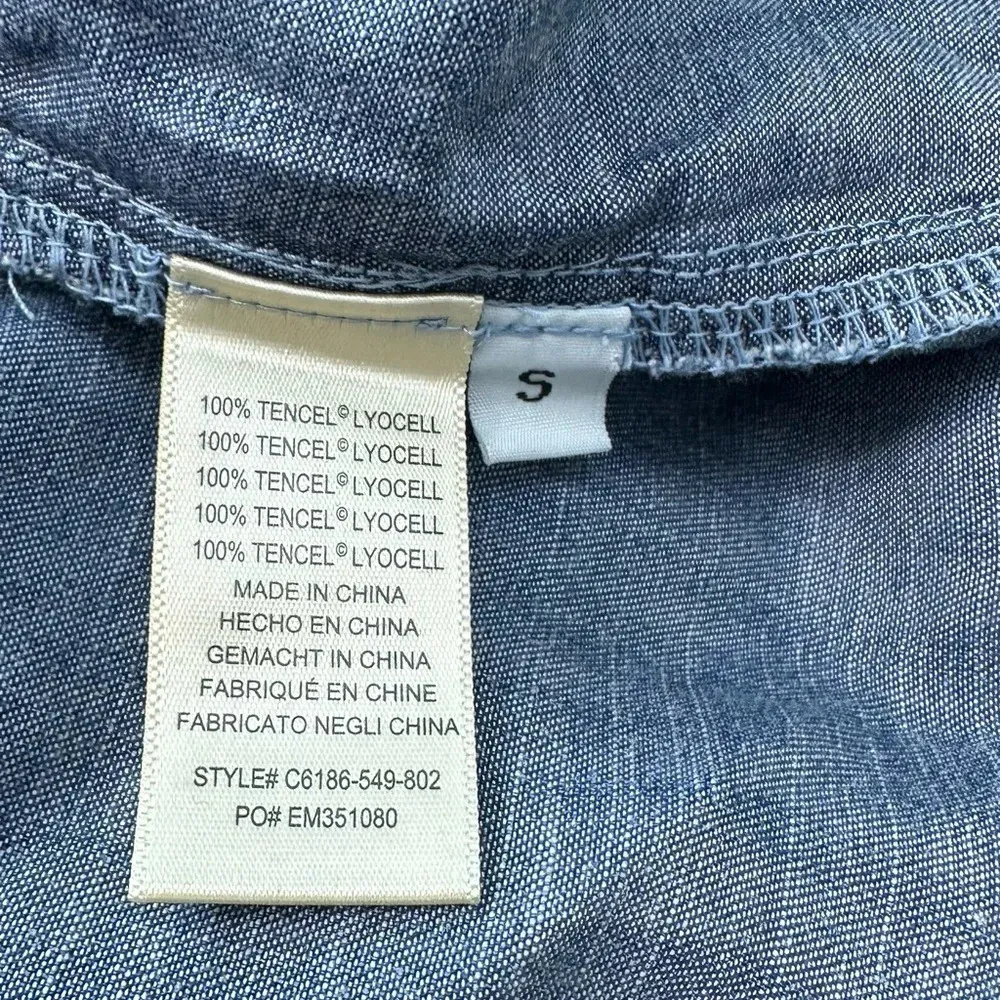 100% TENCEL©LYOCELL
100% TENCEL©LYOCELL
100% TENCEL©LYOCELL
100% TENCEL©LYOCELL
100% TENCEL©LYOCELL
MADE IN CHINA
HECHO EN CHINA
GEMACHT IN CHINA
FABRIQUÉ EN CHINE
FABRICATO NEGLI CHINA
STYLE# C6186-549-802
PO# EM351080
S